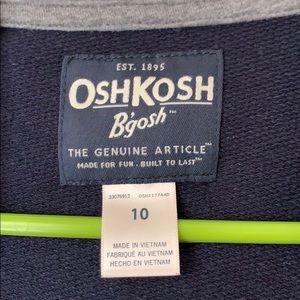 EST. 1895
OSHKOSH
B'gosh™
THE GENUINE ARTICLE™
MADE FOR FUN · BUILT TO LAST™
10
MADE IN VIETNAM
FABRIQUÉ AU VIETNAM
HECHO EN VIETNAM